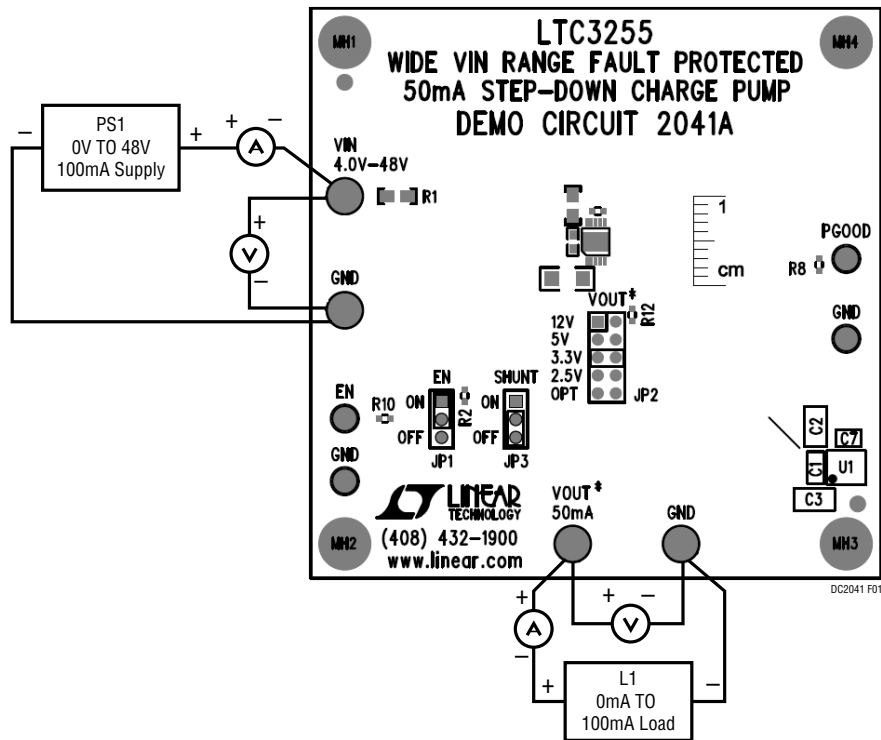 MH1
LTC3255
MH4
WIDE VIN RANGE FAULT PROTECTED
50mA STEP-DOWN CHARGE PUMP
DEMO CIRCUIT 2041A
PS1
0V TO 48V
100mA Supply
−
+
+
−
A
VIN
4.0V-48V
R1
+
V
−
GND
1
cm
PGOOD
R8
GND
VOUT*
R12
12V
5V
3.3V
2.5V
OPT
JP2
EN
R10
GND
EN
ON
OFF
R2
JP1
SHUNT
ON
OFF
JP3
C2
C7
C1
U1
C3
LINEAR
TECHNOLOGY
(408) 432-1900
www.linear.com
MH2
VOUT*
50mA
GND
MH3
DC2041 F01
+
A
−
+
V
−
+
−
L1
0mA TO
100mA Load